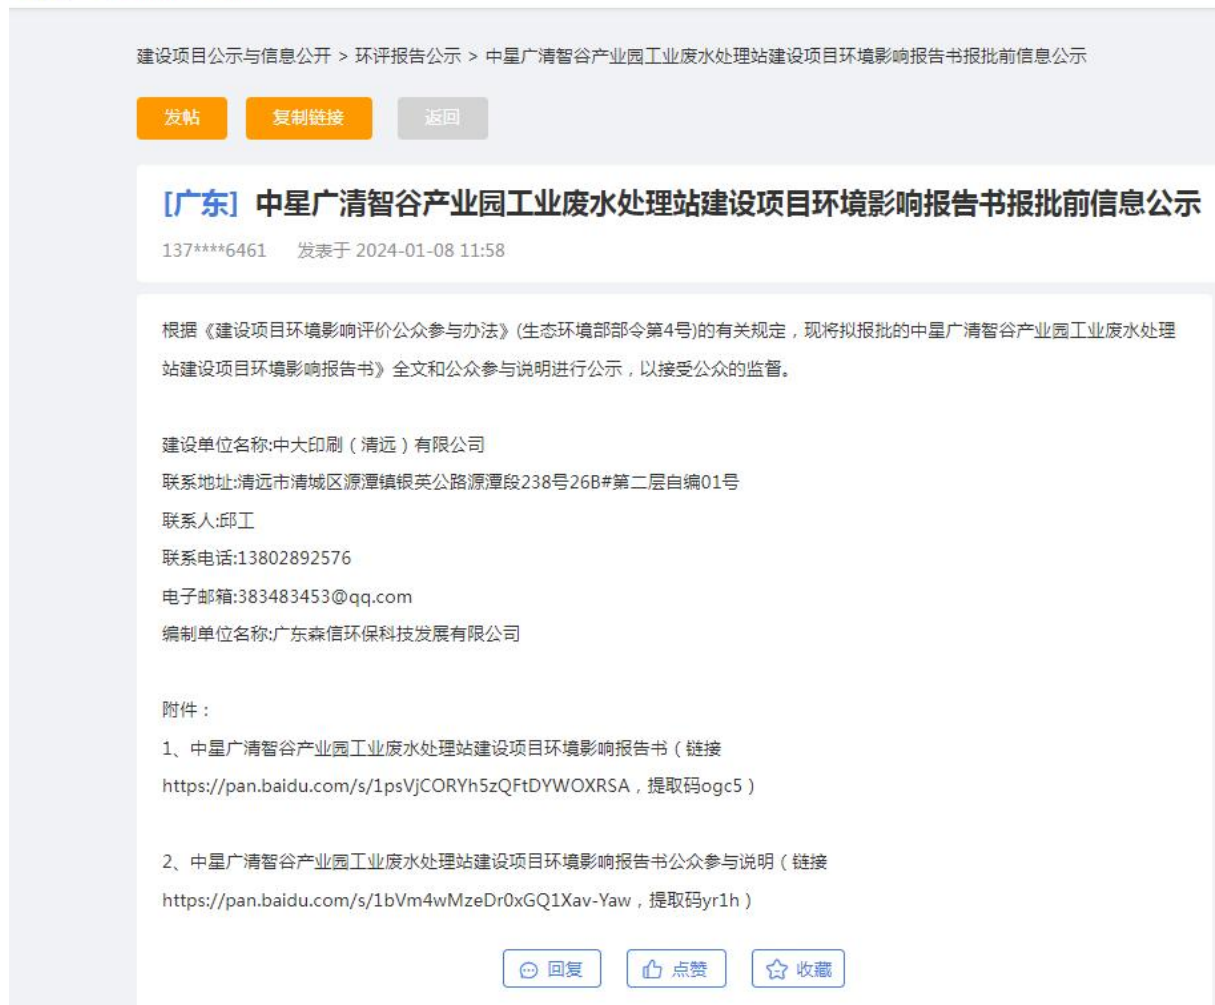 建设项目公示与信息公开 > 环评报告公示 > 中星广清智谷产业园工业废水处理站建设项目环境影响报告书报批前信息公示
发帖 复制链接 返回
[广东] 中星广清智谷产业园工业废水处理站建设项目环境影响报告书报批前信息公示
137****6461 发表于 2024-01-08 11:58
根据《建设项目环境影响评价公众参与办法》(生态环境部部令第4号)的有关规定，现将拟报批的中星广清智谷产业园工业废水处理
站建设项目环境影响报告书》全文和公众参与说明进行公示，以接受公众的监督。
建设单位名称:中大印刷（清远）有限公司
联系地址:清远市清城区源潭镇银英公路源潭段238号26B#第二层自编01号
联系人:邱工
联系电话:13802892576
电子邮箱:383483453@qq.com
编制单位名称:广东森信环保科技发展有限公司
附件：
1、中星广清智谷产业园工业废水处理站建设项目环境影响报告书（链接
https://pan.baidu.com/s/1psVjCORYh5zQFtDYWOXRSA，提取码ogc5）
2、中星广清智谷产业园工业废水处理站建设项目环境影响报告书公众参与说明（链接
https://pan.baidu.com/s/1bVm4wMzeDr0xGQ1Xav-Yaw，提取码yr1h）
回复 点赞 收藏